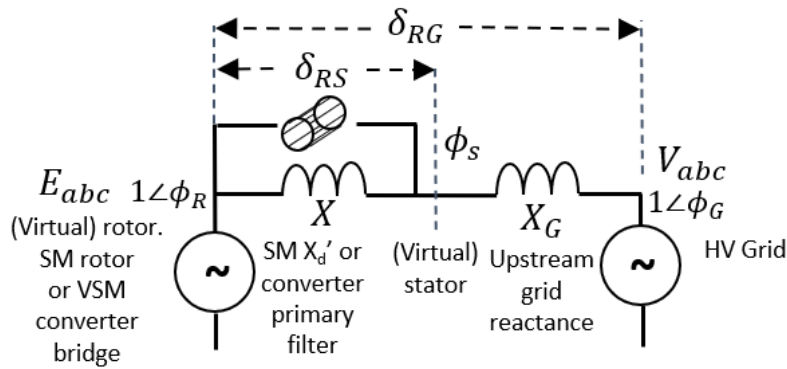 δ_RG
δ_RS
ϕ_s
E_abc 1∠ϕ_R
V_abc
1∠ϕ_G
X
X_G
(Virtual) rotor.
SM rotor
or VSM
converter
bridge
~
SM X_d′ or
converter
primary
filter
(Virtual)
stator
Upstream
grid
reactance
~
HV Grid